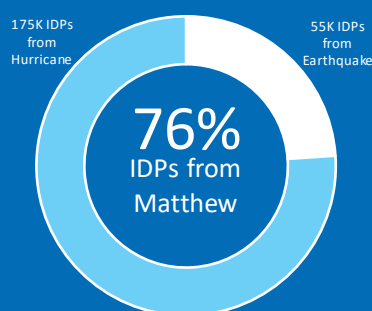 175K IDPs
from
Hurricane
55K IDPs
from
Earthquake
76%
IDPs from
Matthew